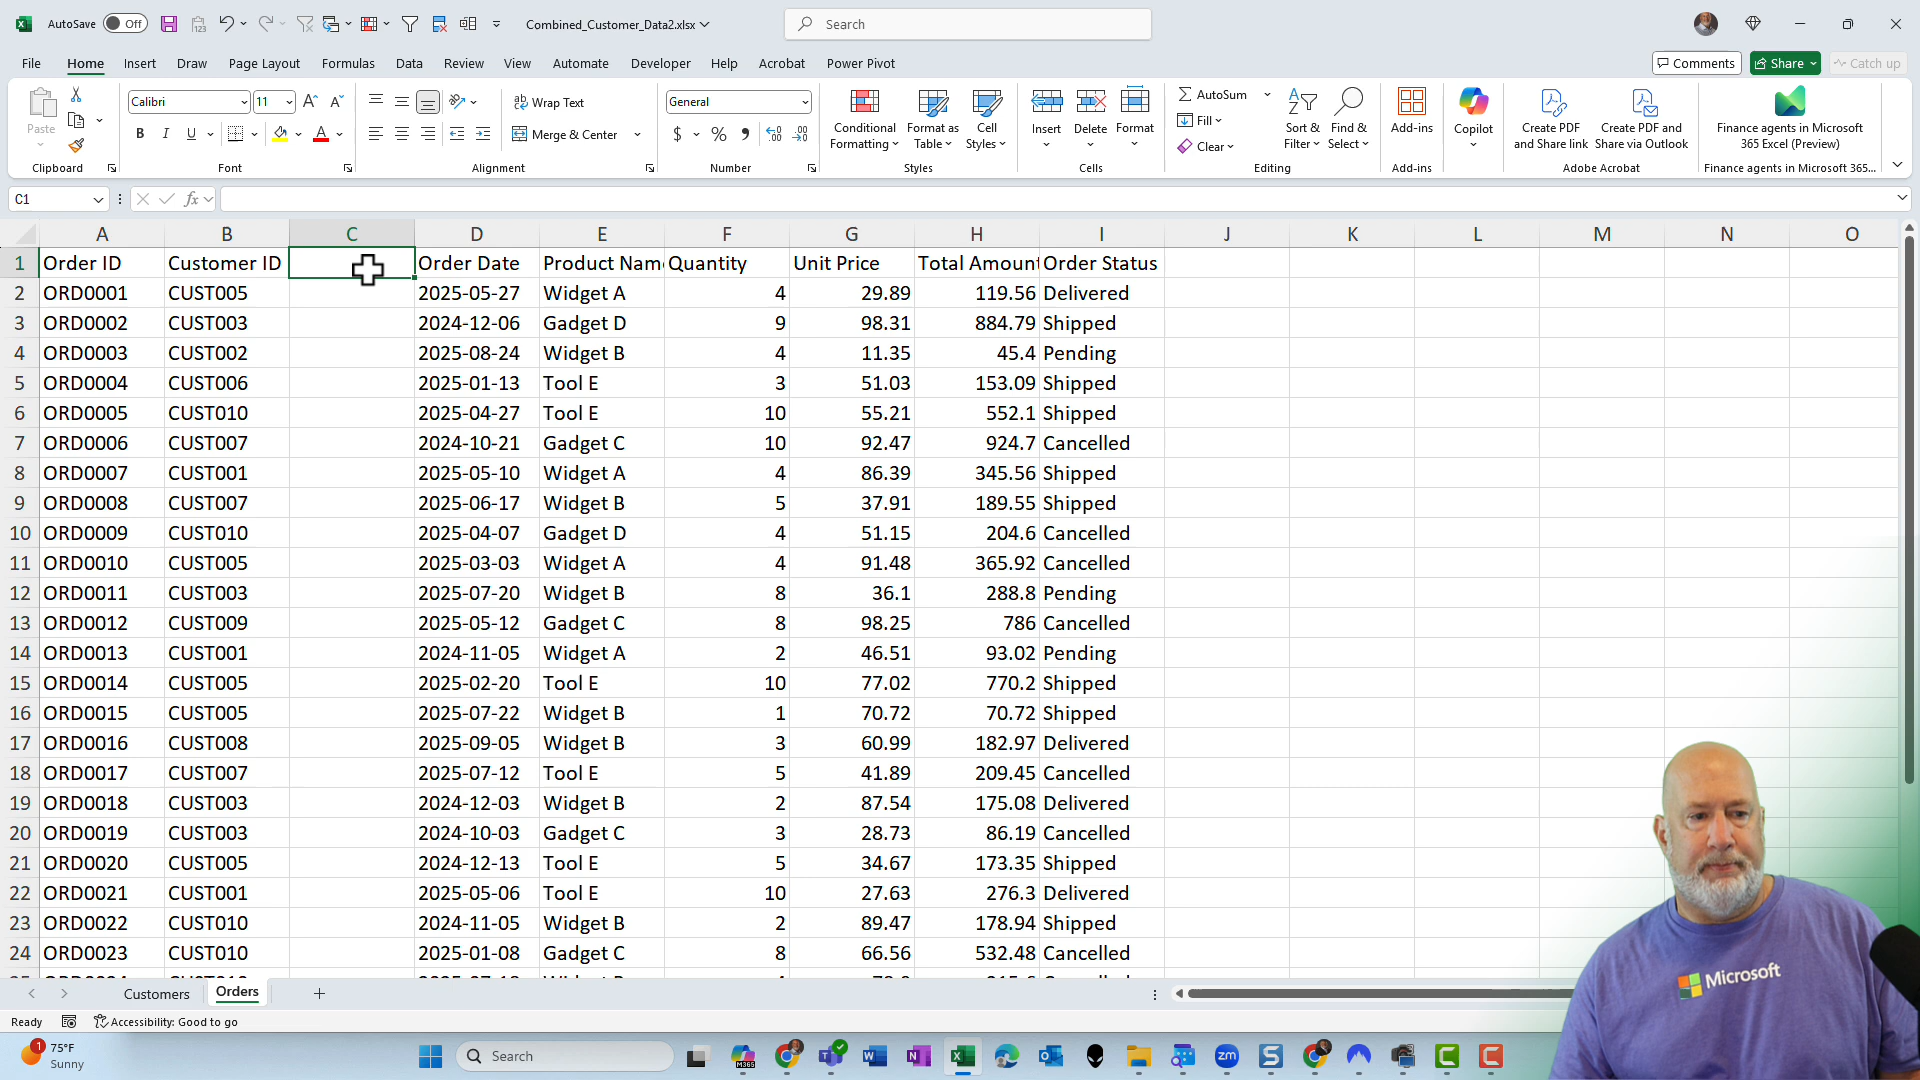 AutoSave Off Combined_Customer_Data2.xlsx Search
File Home Insert Draw Page Layout Formulas Data Review View Automate Developer Help Acrobat Power Pivot Comments Share Catch up
Paste Calibri 11 Wrap Text General Conditional Formatting Format as Table Cell Styles Insert Delete Format AutoSum Fill Clear Sort & Filter Find & Select Add-ins Copilot Create PDF and Share link Create PDF and Share via Outlook Finance agents in Microsoft 365 Excel (Preview)
B I U Merge & Center $ %
Clipboard Font Alignment Number Styles Cells Editing Add-ins Adobe Acrobat Finance agents in Microsoft 365...
C1 fx
A B C D E F G H I J K L M N O
1 Order ID Customer ID Order Date Product Nam Quantity Unit Price Total Amount Order Status
2 ORD0001 CUST005 2025-05-27 Widget A 4 29.89 119.56 Delivered
3 ORD0002 CUST003 2024-12-06 Gadget D 9 98.31 884.79 Shipped
4 ORD0003 CUST002 2025-08-24 Widget B 4 11.35 45.4 Pending
5 ORD0004 CUST006 2025-01-13 Tool E 3 51.03 153.09 Shipped
6 ORD0005 CUST010 2025-04-27 Tool E 10 55.21 552.1 Shipped
7 ORD0006 CUST007 2024-10-21 Gadget C 10 92.47 924.7 Cancelled
8 ORD0007 CUST001 2025-05-10 Widget A 4 86.39 345.56 Shipped
9 ORD0008 CUST007 2025-06-17 Widget B 5 37.91 189.55 Shipped
10 ORD0009 CUST010 2025-04-07 Gadget D 4 51.15 204.6 Cancelled
11 ORD0010 CUST005 2025-03-03 Widget A 4 91.48 365.92 Cancelled
12 ORD0011 CUST003 2025-07-20 Widget B 8 36.1 288.8 Pending
13 ORD0012 CUST009 2025-05-12 Gadget C 8 98.25 786 Cancelled
14 ORD0013 CUST001 2024-11-05 Widget A 2 46.51 93.02 Pending
15 ORD0014 CUST005 2025-02-20 Tool E 10 77.02 770.2 Shipped
16 ORD0015 CUST005 2025-07-22 Widget B 1 70.72 70.72 Shipped
17 ORD0016 CUST008 2025-09-05 Widget B 3 60.99 182.97 Delivered
18 ORD0017 CUST007 2025-07-12 Tool E 5 41.89 209.45 Cancelled
19 ORD0018 CUST003 2024-12-03 Widget B 2 87.54 175.08 Delivered
20 ORD0019 CUST003 2024-10-03 Gadget C 3 28.73 86.19 Cancelled
21 ORD0020 CUST005 2024-12-13 Tool E 5 34.67 173.35 Shipped
22 ORD0021 CUST001 2025-05-06 Tool E 10 27.63 276.3 Delivered
23 ORD0022 CUST010 2024-11-05 Widget B 2 89.47 178.94 Shipped
24 ORD0023 CUST010 2025-01-08 Gadget C 8 66.56 532.48 Cancelled
Customers Orders
Microsoft
Ready Accessibility: Good to go
1 75°F
Sunny
Search